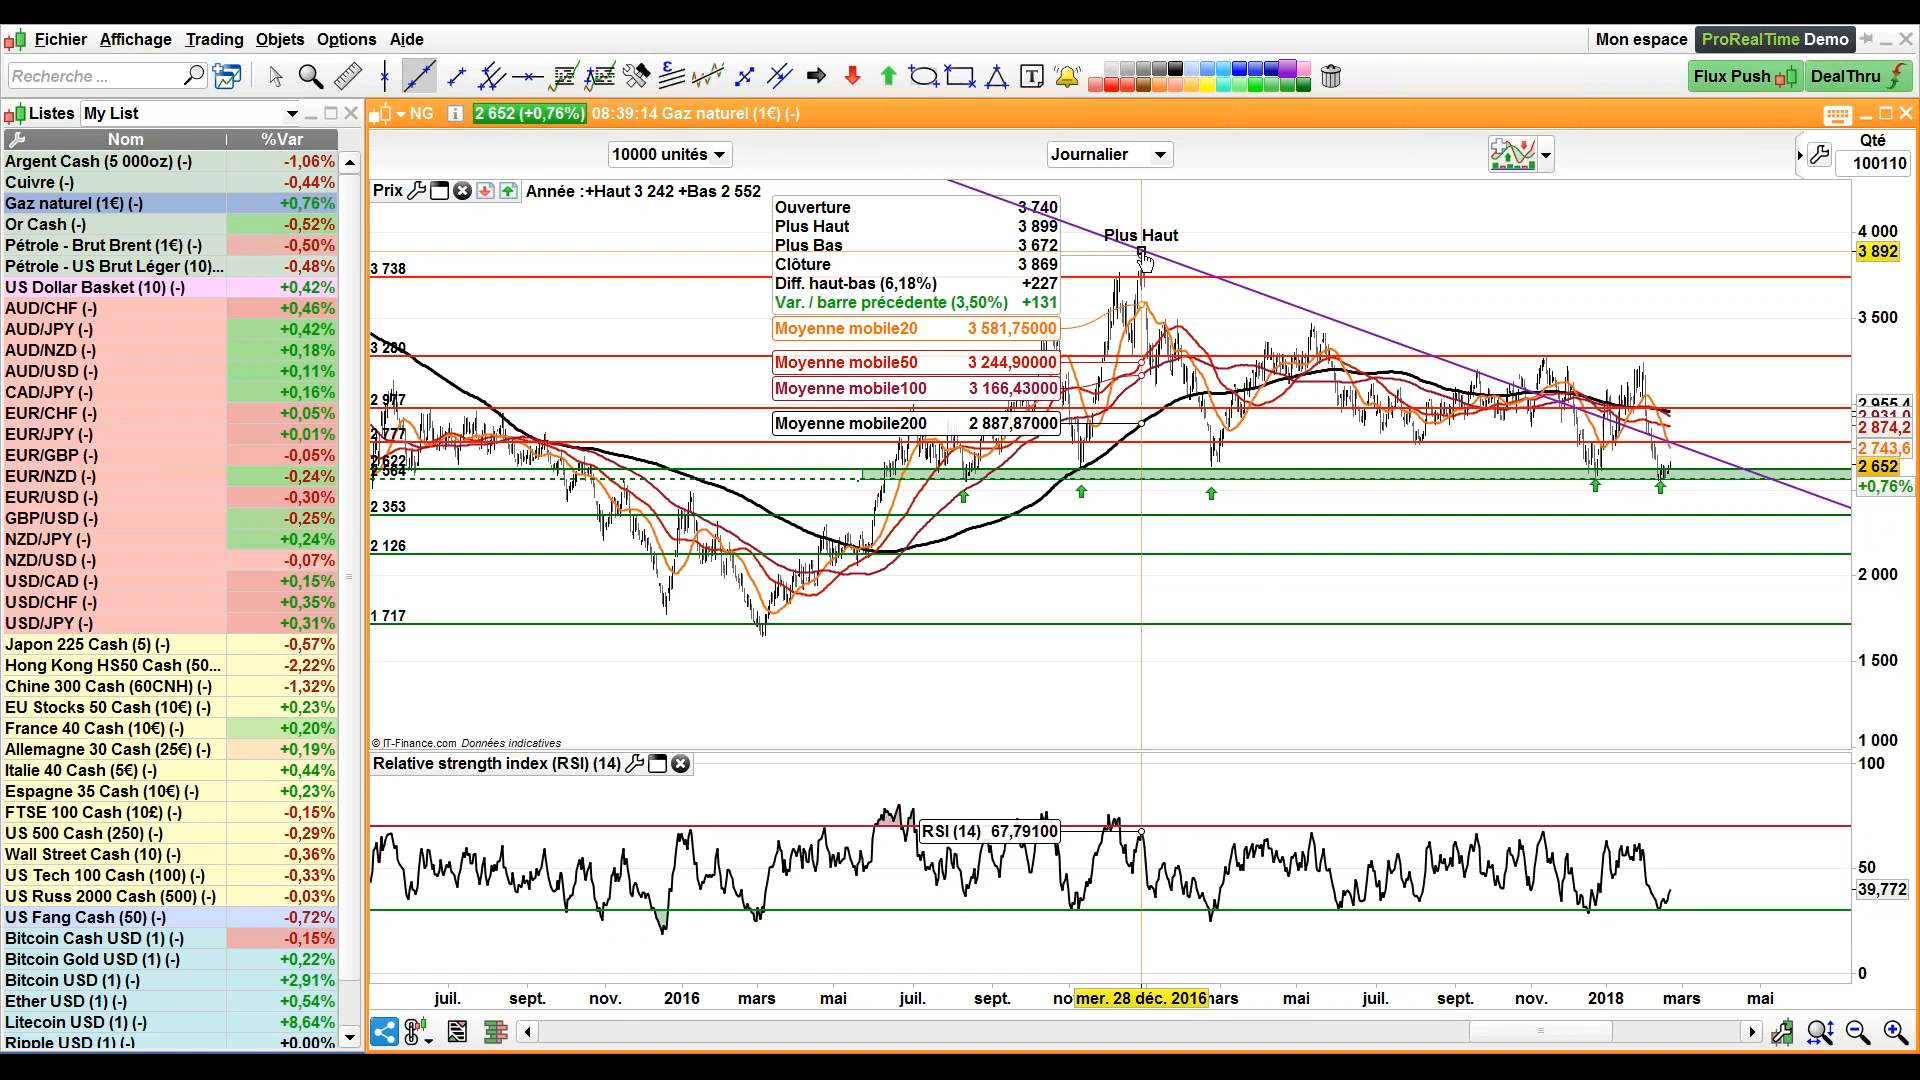 Fichier Affichage Trading Objets Options Aide
Mon espace ProRealTime Demo
Recherche ...
Flux Push DealThru
Listes My List
NG 2 652 (+0,76%) 08:39:14 Gaz naturel (1€) (-)
Nom %Var
Argent Cash (5 000oz) (-) -1,06%
Cuivre (-) -0,44%
Gaz naturel (1€) (-) +0,76%
Or Cash (-) -0,52%
Pétrole - Brut Brent (1€) (-) -0,50%
Pétrole - US Brut Léger (10)... -0,48%
US Dollar Basket (10) (-) +0,42%
AUD/CHF (-) +0,46%
AUD/JPY (-) +0,42%
AUD/NZD (-) +0,18%
AUD/USD (-) +0,11%
CAD/JPY (-) +0,16%
EUR/CHF (-) +0,05%
EUR/JPY (-) +0,01%
EUR/GBP (-) -0,05%
EUR/NZD (-) -0,24%
EUR/USD (-) -0,30%
GBP/USD (-) -0,25%
NZD/JPY (-) +0,24%
NZD/USD (-) -0,07%
USD/CAD (-) +0,15%
USD/CHF (-) +0,35%
USD/JPY (-) +0,31%
Japon 225 Cash (5) (-) -0,57%
Hong Kong HS50 Cash (50... -2,22%
Chine 300 Cash (60CNH) (-) -1,32%
EU Stocks 50 Cash (10€) (-) +0,23%
France 40 Cash (10€) (-) +0,20%
Allemagne 30 Cash (25€) (-) +0,19%
Italie 40 Cash (5€) (-) +0,44%
Espagne 35 Cash (10€) (-) +0,23%
FTSE 100 Cash (10£) (-) -0,15%
US 500 Cash (250) (-) -0,29%
Wall Street Cash (10) (-) -0,36%
US Tech 100 Cash (100) (-) -0,33%
US Russ 2000 Cash (500) (-) -0,03%
US Fang Cash (50) (-) -0,72%
Bitcoin Cash USD (1) (-) -0,15%
Bitcoin Gold USD (1) (-) +0,22%
Bitcoin USD (1) (-) +2,91%
Ether USD (1) (-) +0,54%
Litecoin USD (1) (-) +8,64%
Ripple USD (1) (-) +0,00%
10000 unités
Journalier
Qté
100110
Prix Année :+Haut 3 242 +Bas 2 552
Ouverture 3 740
Plus Haut 3 899
Plus Bas 3 672
Clôture 3 869
Diff. haut-bas (6,18%) +227
Var. / barre précédente (3,50%) +131
Moyenne mobile20 3 581,75000
Moyenne mobile50 3 244,90000
Moyenne mobile100 3 166,43000
Moyenne mobile200 2 887,87000
Plus Haut
3 738
3 280
2 977
2 777
2 622
2 564
2 353
2 126
1 717
4 000
3 892
3 500
2 955,4
2 931,0
2 874,2
2 743,6
2 652
+0,76%
2 000
1 500
1 000
© IT-Finance.com Données indicatives
Relative strength index (RSI) (14)
RSI (14) 67,79100
100
50
39,772
0
juil. sept. nov. 2016 mars mai juil. sept. no mer. 28 déc. 2016 mars mai juil. sept. nov. 2018 mars mai